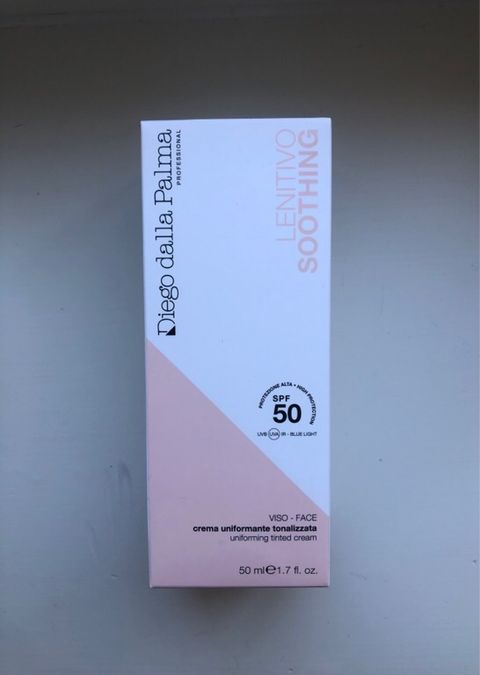 Diego dalla Palma
PROFESSIONAL
LENITIVO
SOOTHING
PROTEZIONE ALTA • HIGH PROTECTION
SPF
50
UVB UVA IR - BLUE LIGHT
VISO - FACE
crema uniformante tonalizzata
uniforming tinted cream
50 ml e 1.7 fl. oz.